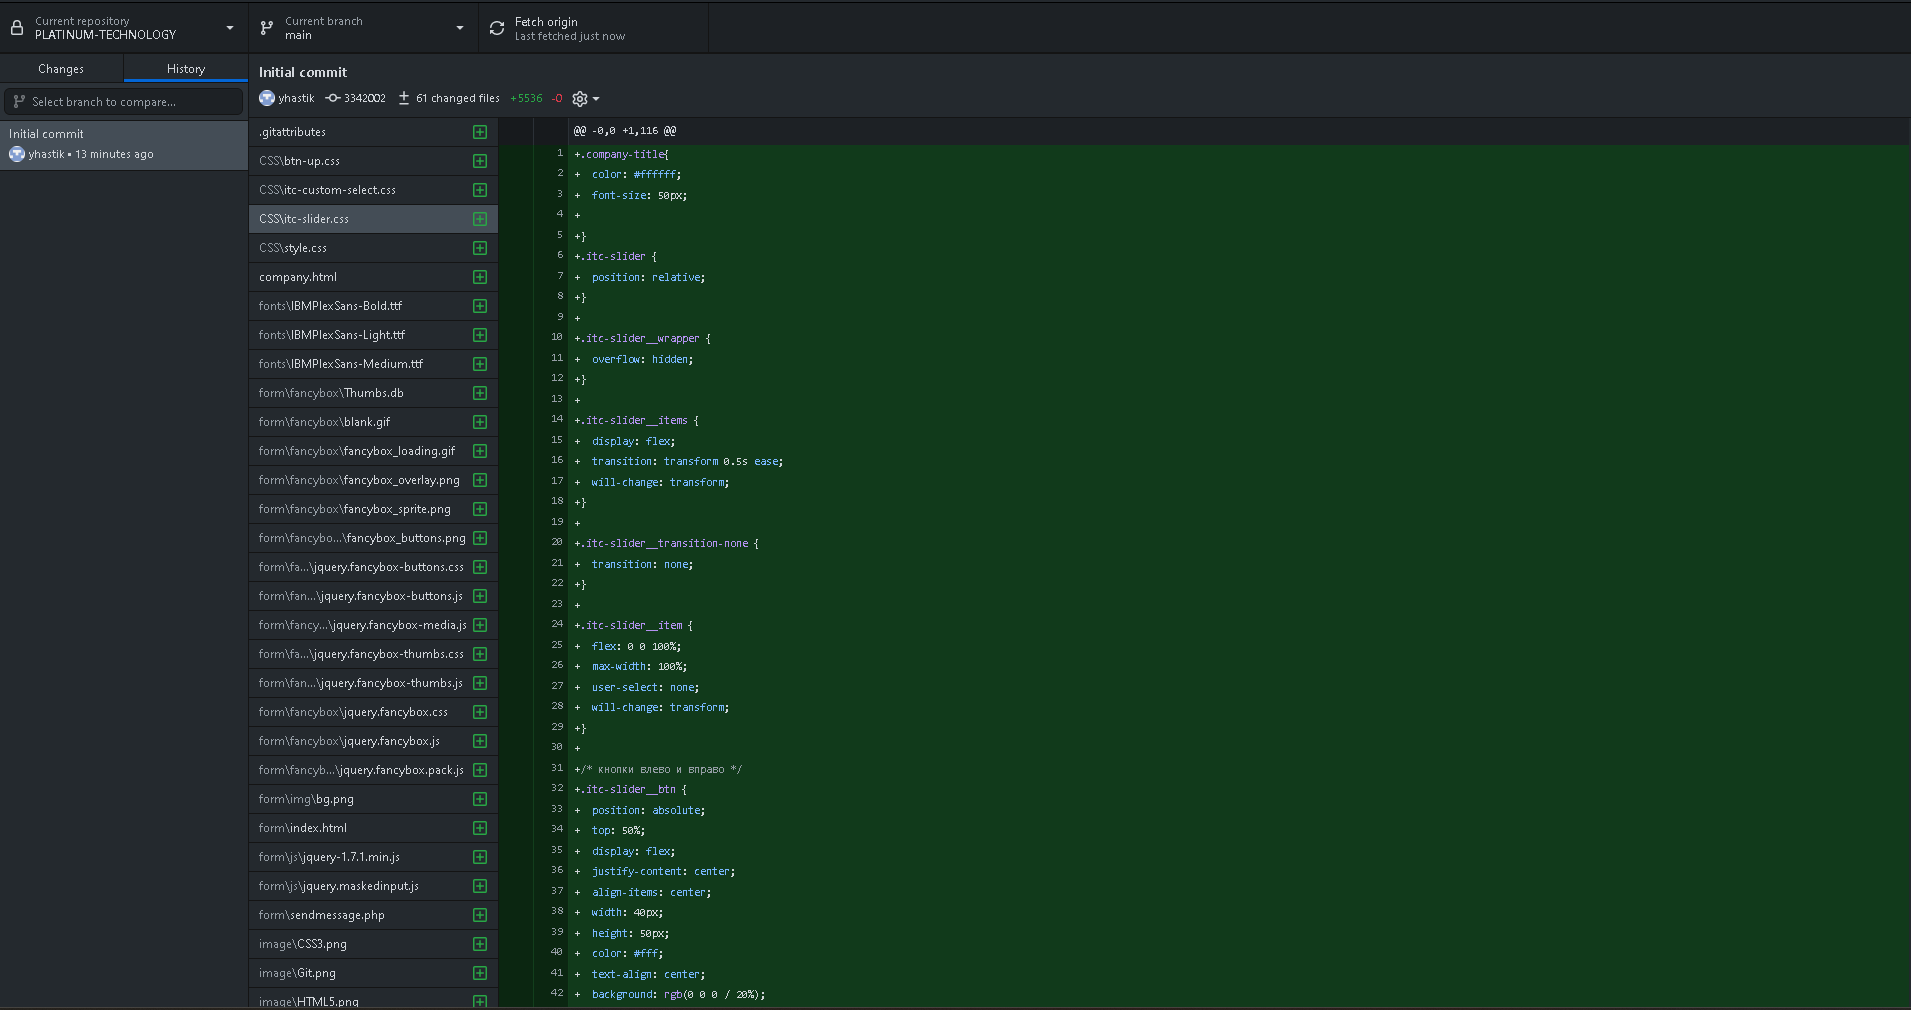 Current repository
PLATINUM-TECHNOLOGY
Current branch
main
Fetch origin
Last fetched just now
Changes
History
Select branch to compare...
Initial commit
yhastik • 13 minutes ago
Initial commit
yhastik 3342002 61 changed files +5536 -0
.gitattributes
CSS\btn-up.css
CSS\itc-custom-select.css
CSS\itc-slider.css
CSS\style.css
company.html
fonts\IBMPlexSans-Bold.ttf
fonts\IBMPlexSans-Light.ttf
fonts\IBMPlexSans-Medium.ttf
form\fancybox\Thumbs.db
form\fancybox\blank.gif
form\fancybox\fancybox_loading.gif
form\fancybox\fancybox_overlay.png
form\fancybox\fancybox_sprite.png
form\fancybo...\fancybox_buttons.png
form\fa...\jquery.fancybox-buttons.css
form\fan...\jquery.fancybox-buttons.js
form\fancy...\jquery.fancybox-media.js
form\fa...\jquery.fancybox-thumbs.css
form\fan...\jquery.fancybox-thumbs.js
form\fancybox\jquery.fancybox.css
form\fancybox\jquery.fancybox.js
form\fancyb...\jquery.fancybox.pack.js
form\img\bg.png
form\index.html
form\js\jquery-1.7.1.min.js
form\js\jquery.maskedinput.js
form\sendmessage.php
image\CSS3.png
image\Git.png
image\HTML5.png
@@ -0,0 +1,116 @@
1 +.company-title{
2 + color: #ffffff;
3 + font-size: 50px;
4 +
5 +}
6 +.itc-slider {
7 + position: relative;
8 +}
9 +
10 +.itc-slider__wrapper {
11 + overflow: hidden;
12 +}
13 +
14 +.itc-slider__items {
15 + display: flex;
16 + transition: transform 0.5s ease;
17 + will-change: transform;
18 +}
19 +
20 +.itc-slider__transition-none {
21 + transition: none;
22 +}
23 +
24 +.itc-slider__item {
25 + flex: 0 0 100%;
26 + max-width: 100%;
27 + user-select: none;
28 + will-change: transform;
29 +}
30 +
31 +/* кнопки влево и вправо */
32 +.itc-slider__btn {
33 + position: absolute;
34 + top: 50%;
35 + display: flex;
36 + justify-content: center;
37 + align-items: center;
38 + width: 40px;
39 + height: 50px;
40 + color: #fff;
41 + text-align: center;
42 + background: rgb(0 0 0 / 20%);